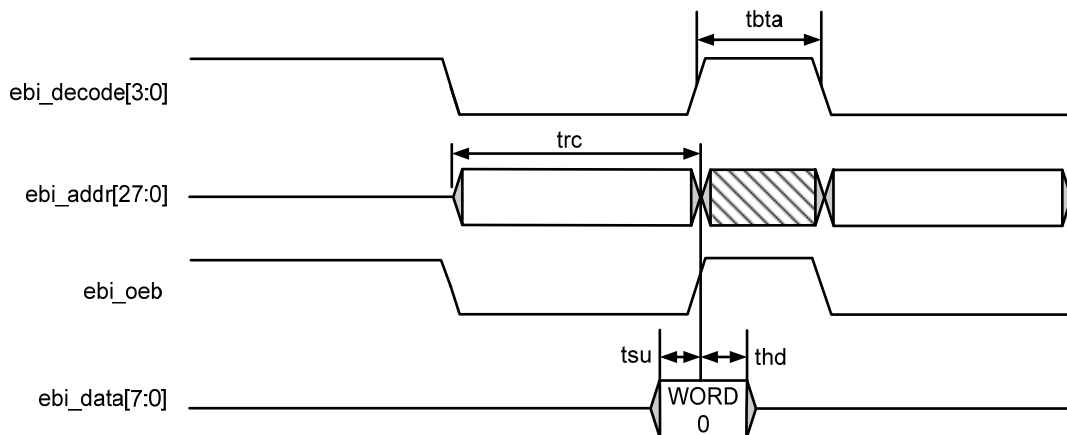 tbta
ebi_decode[3:0]
trc
ebi_addr[27:0]
ebi_oeb
tsu
thd
ebi_data[7:0]
WORD
0